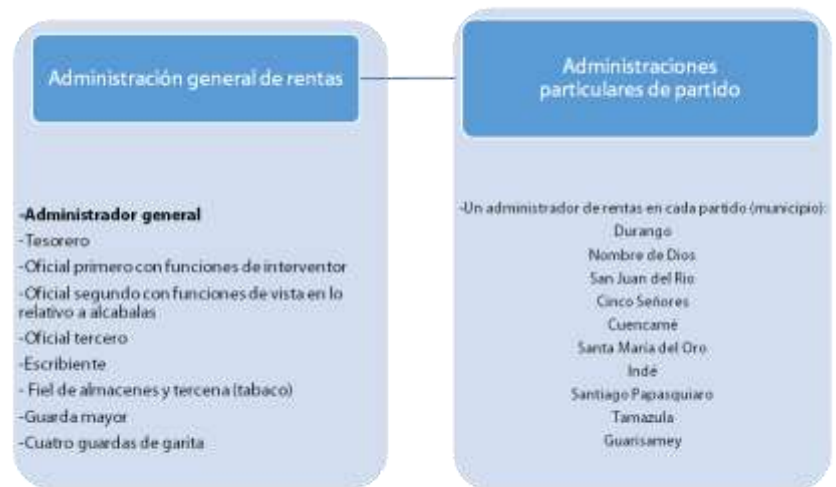 Administración general de rentas
-Administrador general
-Tesorero
-Oficial primero con funciones de interventor
-Oficial segundo con funciones de vista en lo
relativo a alcabalas
-Oficial tercero
-Escribiente
- Fiel de almacenes y tercena (tabaco)
-Guarda mayor
-Cuatro guardas de garita
Administraciones
particulares de partido
-Un administrador de rentas en cada partido (municipio):
Durango
Nombre de Dios
San Juan del Rio
Cinco Señores
Cuencamé
Santa María del Oro
Indé
Santiago Papasquiaro
Tamazula
Guarisamey